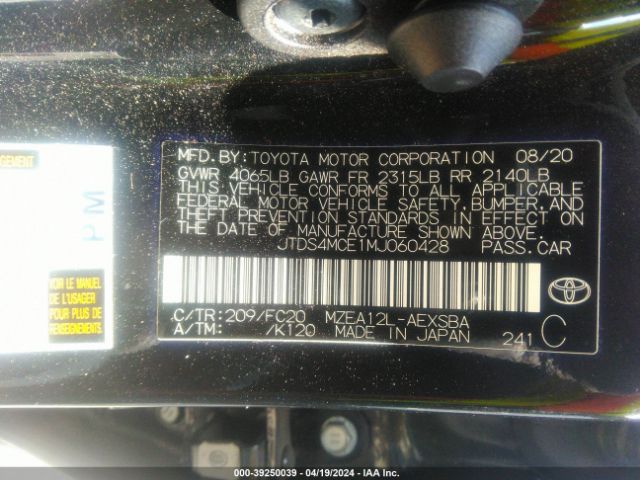 AGEMENT
PM
VOIR LE MANUEL
DE L'USAGER
POUR PLUS DE
RENSEIGNEMENTS
MFD.BY:TOYOTA MOTOR CORPORATION 08/20
GVWR 4065LB GAWR FR 2315LB RR 2140LB
THIS VEHICLE CONFORMS TO ALL APPLICABLE
FEDERAL MOTOR VEHICLE SAFETY,BUMPER,AND
THEFT PREVENTION STANDARDS IN EFFECT ON
THE DATE OF MANUFACTURE SHOWN ABOVE.
JTDS4MCE1MJ060428 PASS.CAR
TOYOTA
C/TR:209/FC20 MZEA12L-AEXSBA
A/TM: /K120 MADE IN JAPAN 241 C
000-39250039 - 04/19/2024 - IAA Inc.